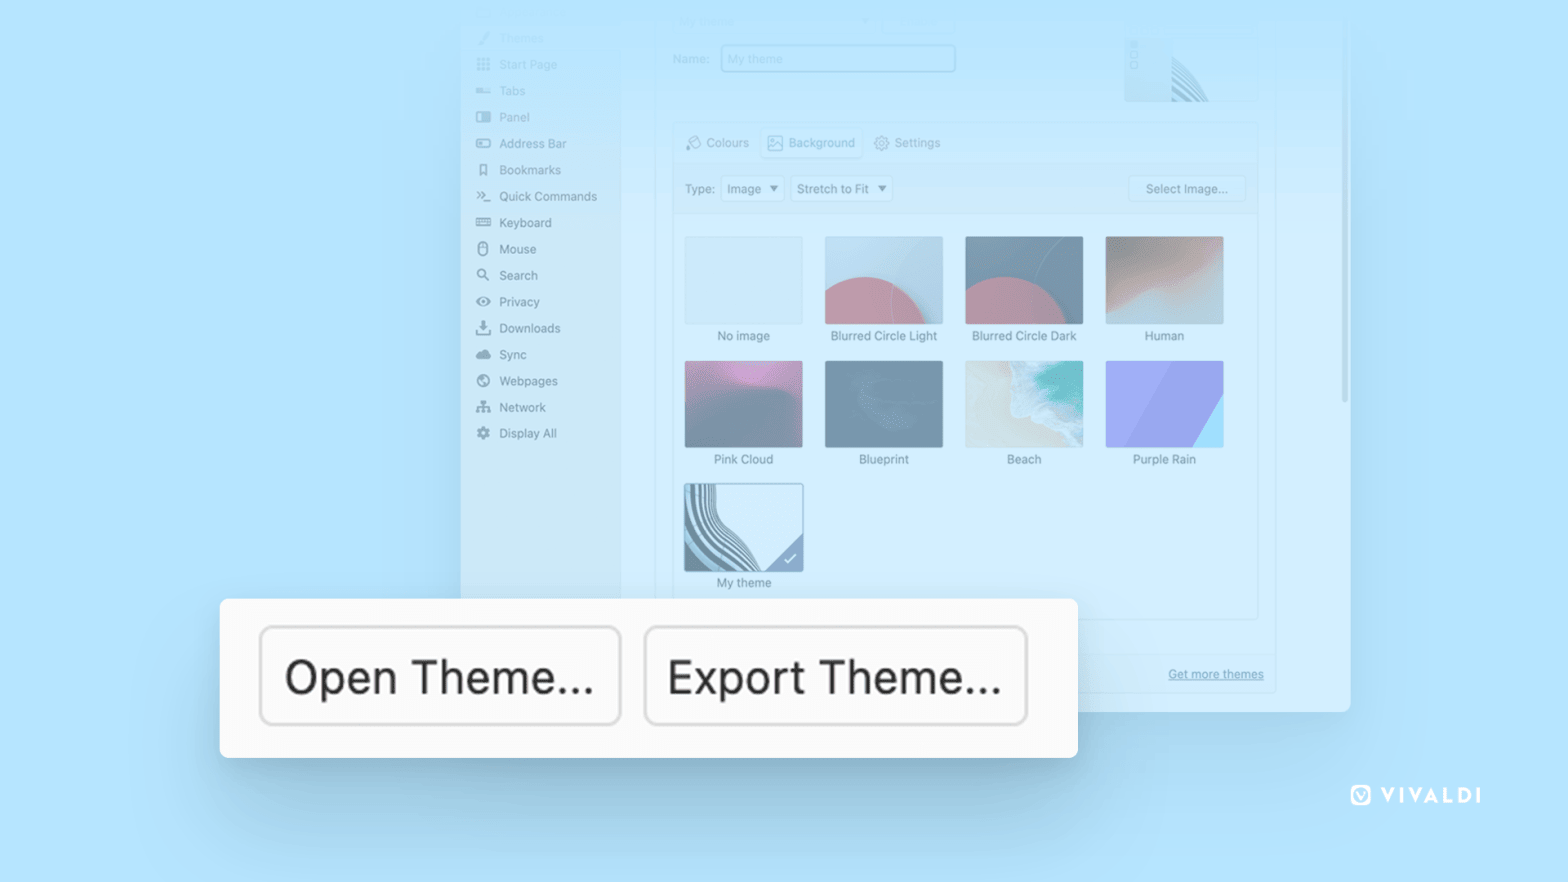 My theme
Themes
Start Page
Tabs
Panel
Address Bar
Bookmarks
Quick Commands
Keyboard
Mouse
Search
Privacy
Downloads
Sync
Webpages
Network
Display All
Name: My theme
Colours Background Settings
Type: Image Stretch to Fit Select Image...
No image Blurred Circle Light Blurred Circle Dark Human
Pink Cloud Blueprint Beach Purple Rain
My theme
Open Theme... Export Theme...
Get more themes
VIVALDI